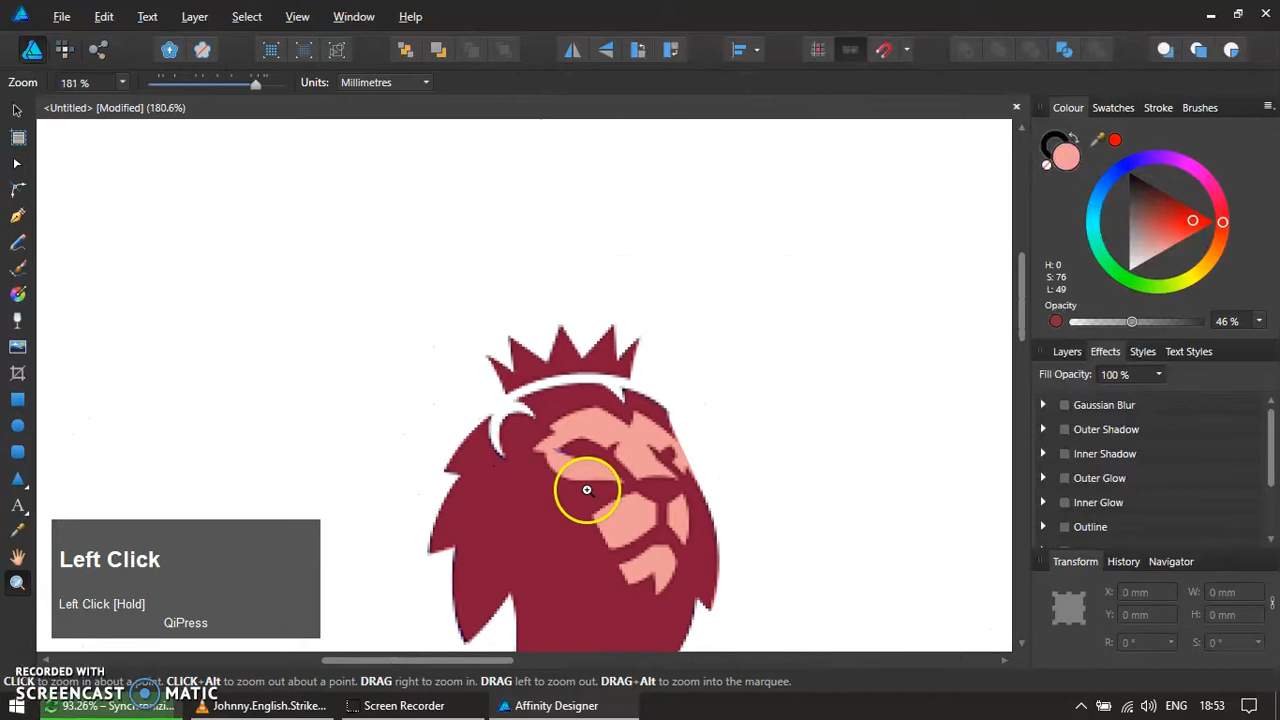 File Edit Text Layer Select View Window Help
Zoom 181 % Units: Millimetres
<Untitled> [Modified] (180.6%)
Colour Swatches Stroke Brushes
H: 0
S: 76
L: 49
Opacity
46 %
Layers Effects Styles Text Styles
Fill Opacity: 100 %
Gaussian Blur
Outer Shadow
Inner Shadow
Outer Glow
Inner Glow
Outline
Transform History Navigator
X: 0 mm W: 0 mm
Y: 0 mm H: 0 mm
R: 0 ° S: 0 °
Left Click
Left Click [Hold]
QiPress
RECORDED WITH
SCREENCAST MATIC
CLICK to zoom in about a point. CLICK+Alt to zoom out about a point. DRAG right to zoom in. DRAG left to zoom out. DRAG+Alt to zoom into the marquee.
93.26% – Synchronizi... Johnny.English.Strike... Screen Recorder Affinity Designer ENG 18:53